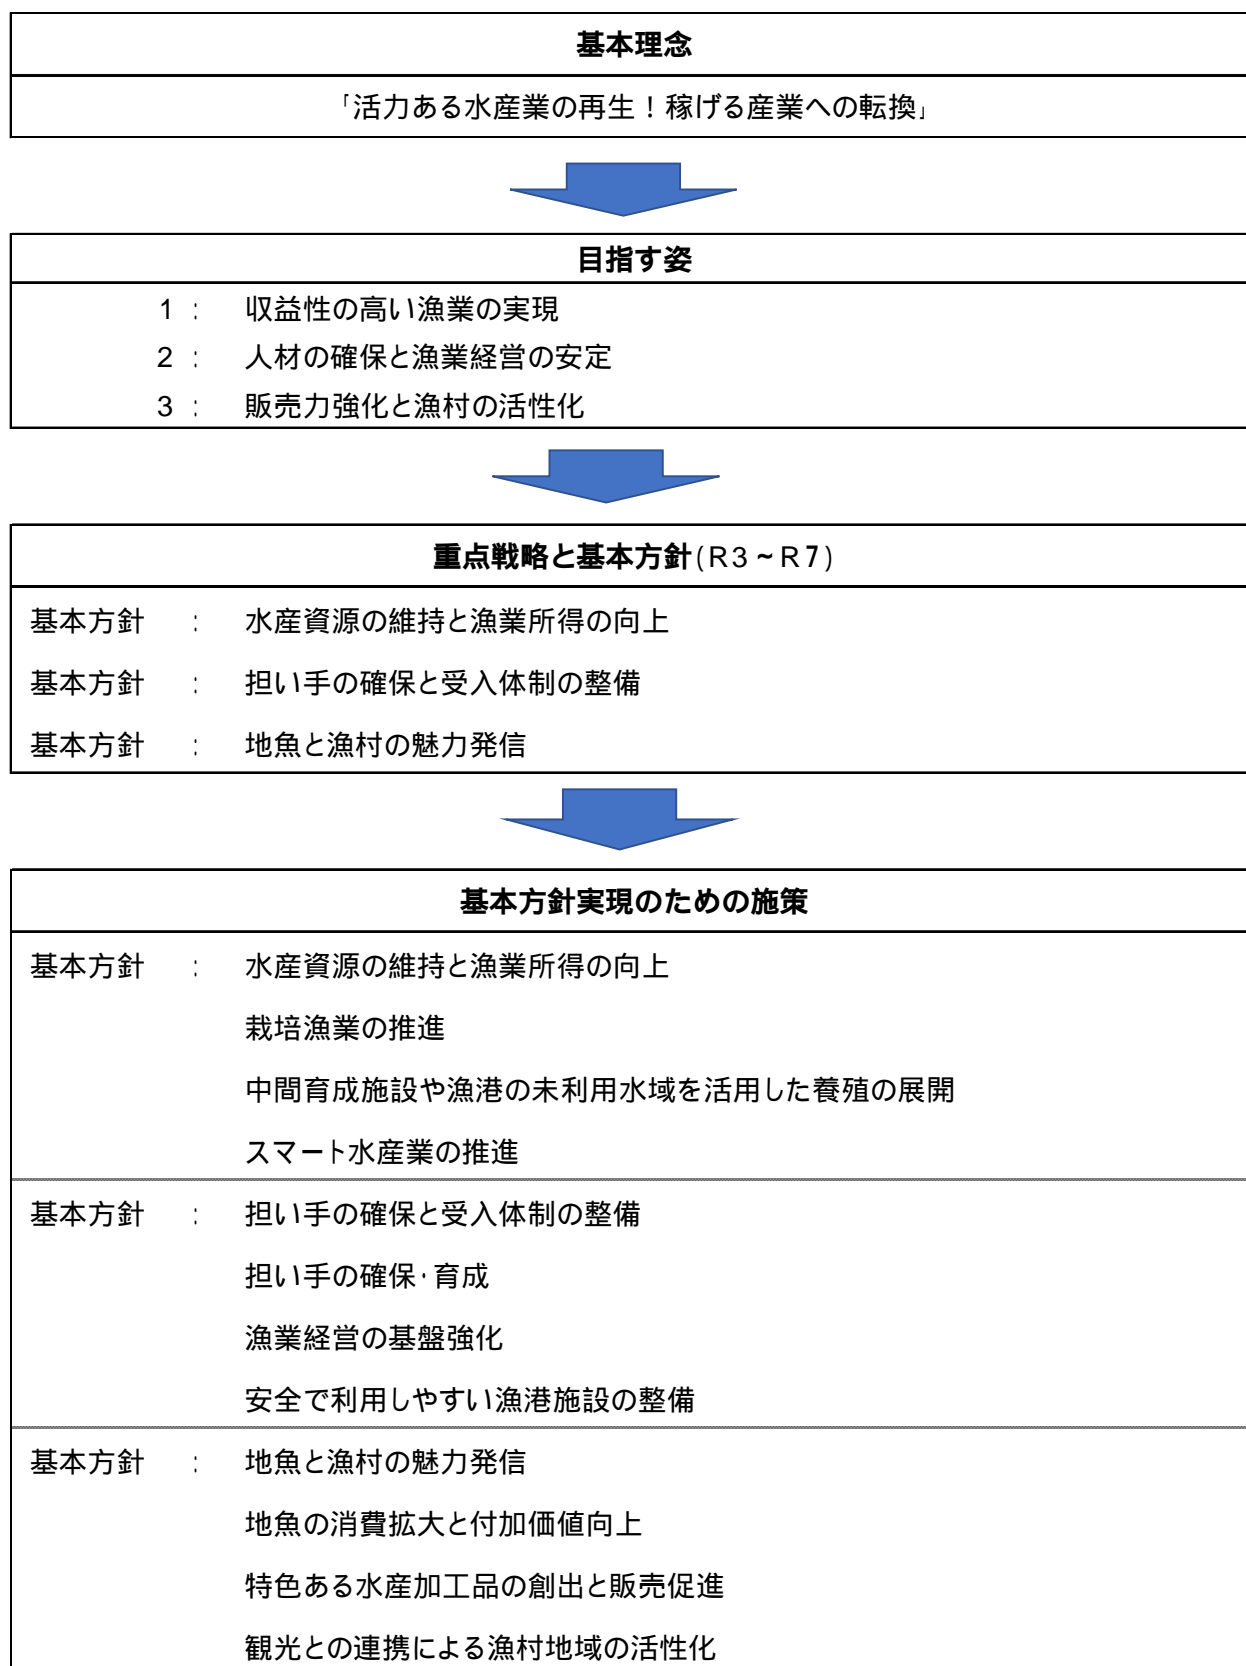 基本理念
「活力ある水産業の再生！稼げる産業への転換」
目指す姿
1 : 収益性の高い漁業の実現
2 : 人材の確保と漁業経営の安定
3 : 販売力強化と漁村の活性化
重点戦略と基本方針(R3～R7)
基本方針 : 水産資源の維持と漁業所得の向上
基本方針 : 担い手の確保と受入体制の整備
基本方針 : 地魚と漁村の魅力発信
基本方針実現のための施策
基本方針 : 水産資源の維持と漁業所得の向上
栽培漁業の推進
中間育成施設や漁港の未利用水域を活用した養殖の展開
スマート水産業の推進
基本方針 : 担い手の確保と受入体制の整備
担い手の確保・育成
漁業経営の基盤強化
安全で利用しやすい漁港施設の整備
基本方針 : 地魚と漁村の魅力発信
地魚の消費拡大と付加価値向上
特色ある水産加工品の創出と販売促進
観光との連携による漁村地域の活性化